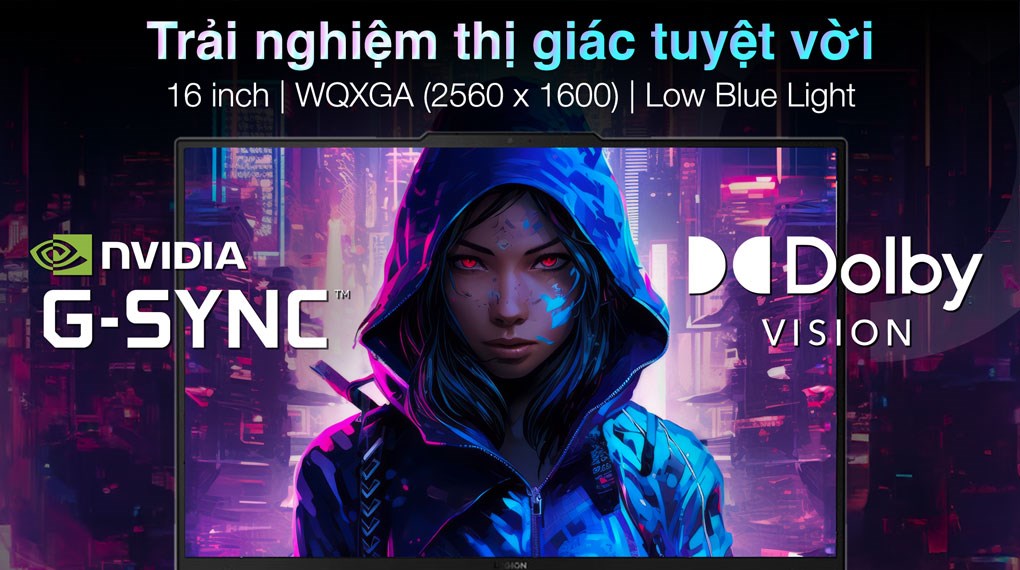 Trải nghiệm thị giác tuyệt vời
16 inch | WQXGA (2560 x 1600) | Low Blue Light
NVIDIA
G-SYNC™
Dolby
VISION
LEGION